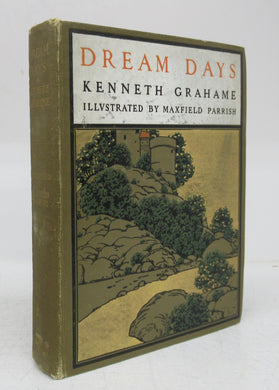 DREAM DAYS
KENNETH GRAHAME
ILLVSTRATED BY MAXFIELD PARRISH